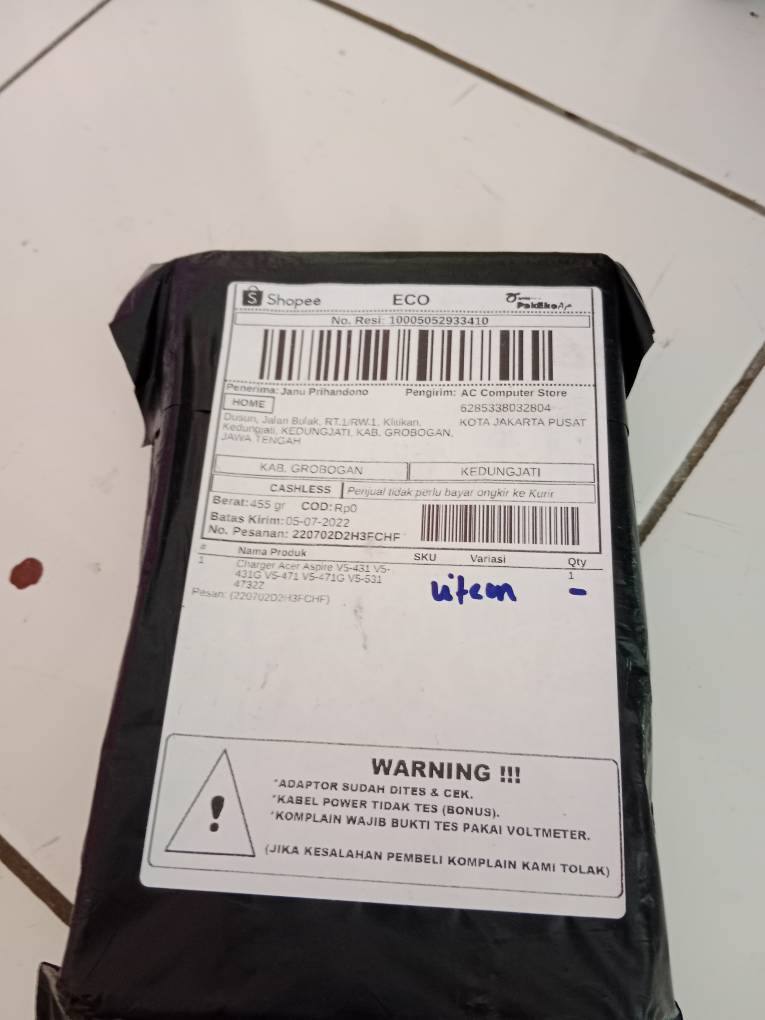 Shopee ECO PakEkoAr
No. Resi: 10005052933410
Penerima: Janu Prihandono Pengirim: AC Computer Store
HOME 6285338032804
Dusun, Jalan Bulak, RT.1/RW.1, Klitikan, KOTA JAKARTA PUSAT
Kedungjati, KEDUNGJATI, KAB. GROBOGAN,
JAWA TENGAH
KAB. GROBOGAN KEDUNGJATI
CASHLESS Penjual tidak perlu bayar ongkir ke Kurir
Berat: 455 gr COD: Rp0
Batas Kirim: 05-07-2022
No. Pesanan: 220702D2H3FCHF
# Nama Produk SKU Variasi Qty
1 Charger Acer Aspire V5-431 V5- 1
431G V5-471 V5-471G V5-531
4732Z
Pesan: (220702D2H3FCHF)
WARNING !!!
*ADAPTOR SUDAH DITES & CEK.
*KABEL POWER TIDAK TES (BONUS).
*KOMPLAIN WAJIB BUKTI TES PAKAI VOLTMETER.
!
(JIKA KESALAHAN PEMBELI KOMPLAIN KAMI TOLAK)